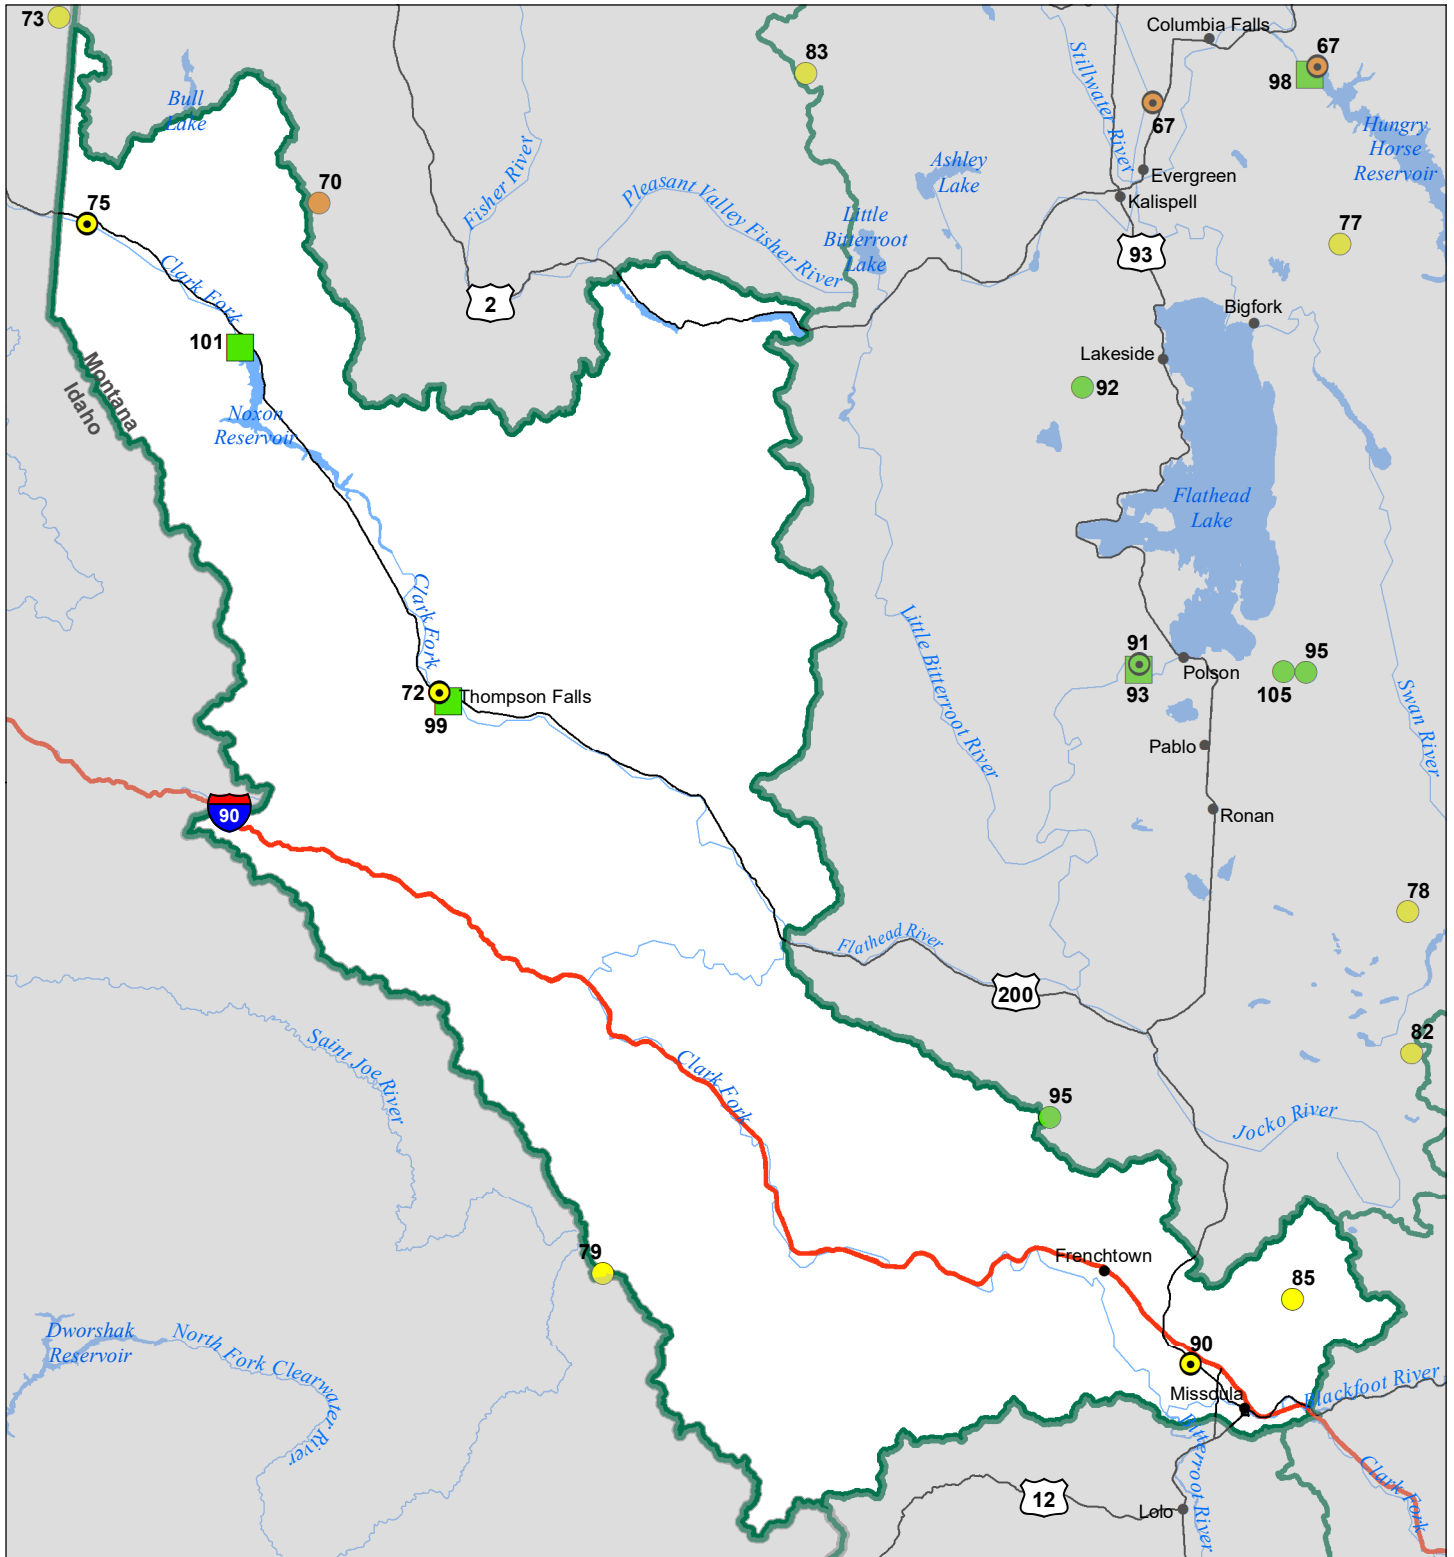 73
83
Columbia Falls
67
98
67
Stillwater River
Bull
Lake
Hungry
Horse
Reservoir
Fisher River
Ashley
Lake
Evergreen
Kalispell
70
Pleasant Valley Fisher River
Little
Bitterroot
Lake
75
77
93
Clark Fork
2
Bigfork
101
Lakeside
Montana
Idaho
92
Noxon
Reservoir
Flathead
Lake
Clark Fork
Little Bitterroot River
91
93
Polson
95
105
72
Thompson Falls
99
Swan River
Pablo
90
Ronan
78
Flathead River
200
Saint Joe River
82
Clark Fork
95
Jocko River
79
Frenchtown
85
Dworshak
Reservoir
North Fork Clearwater River
90
Missoula
Blackfoot River
Bitterroot River
Clark Fork
12
Lolo